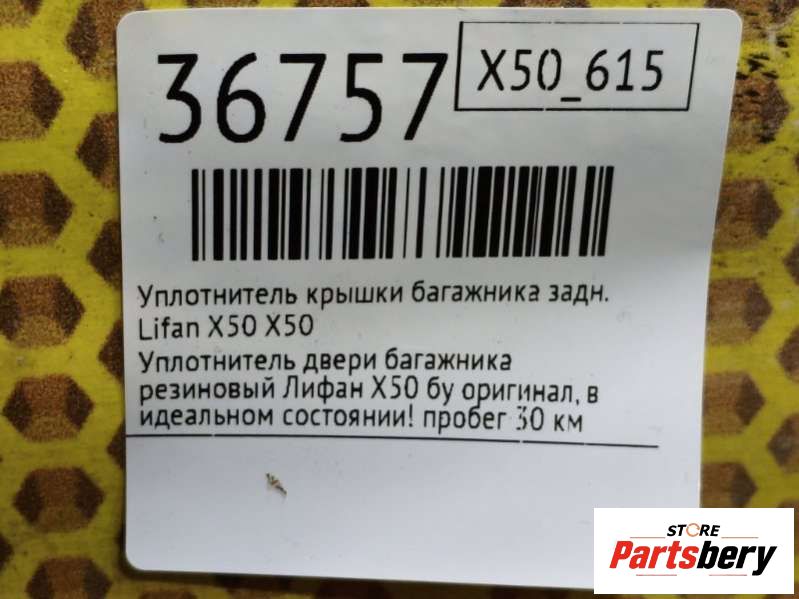 36757
X50_615
Уплотнитель крышки багажника задн.
Lifan X50 X50
Уплотнитель двери багажника
резиновый Лифан X50 бу оригинал, в
идеальном состоянии! пробег 30 км
STORE
Partsbery